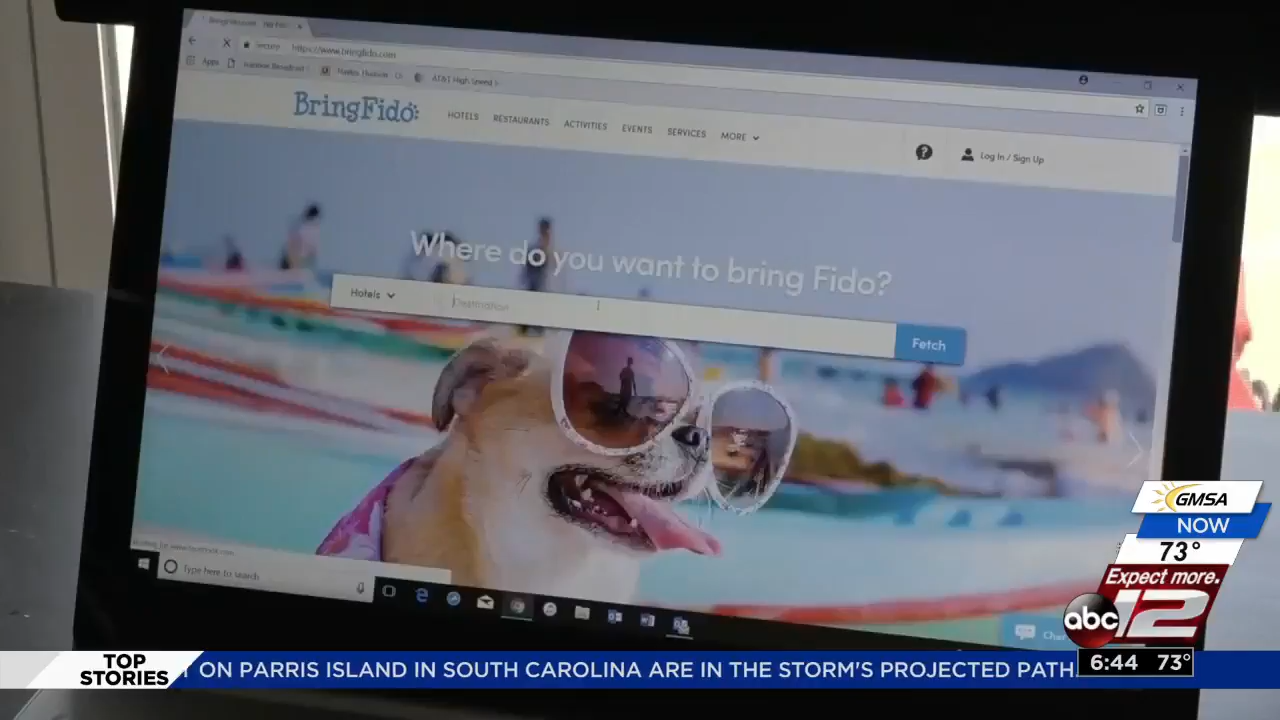 https://www.bringfido.com
Apps
AT&T High Speed
BringFido
HOTELS RESTAURANTS ACTIVITIES EVENTS SERVICES MORE
?
Log In / Sign Up
Where do you want to bring Fido?
Hotels
Destination
Fetch
Type here to search
GMSA
NOW
73°
Expect more.
abc 12
6:44 73°
TOP STORIES
ON PARRIS ISLAND IN SOUTH CAROLINA ARE IN THE STORM'S PROJECTED PATH.